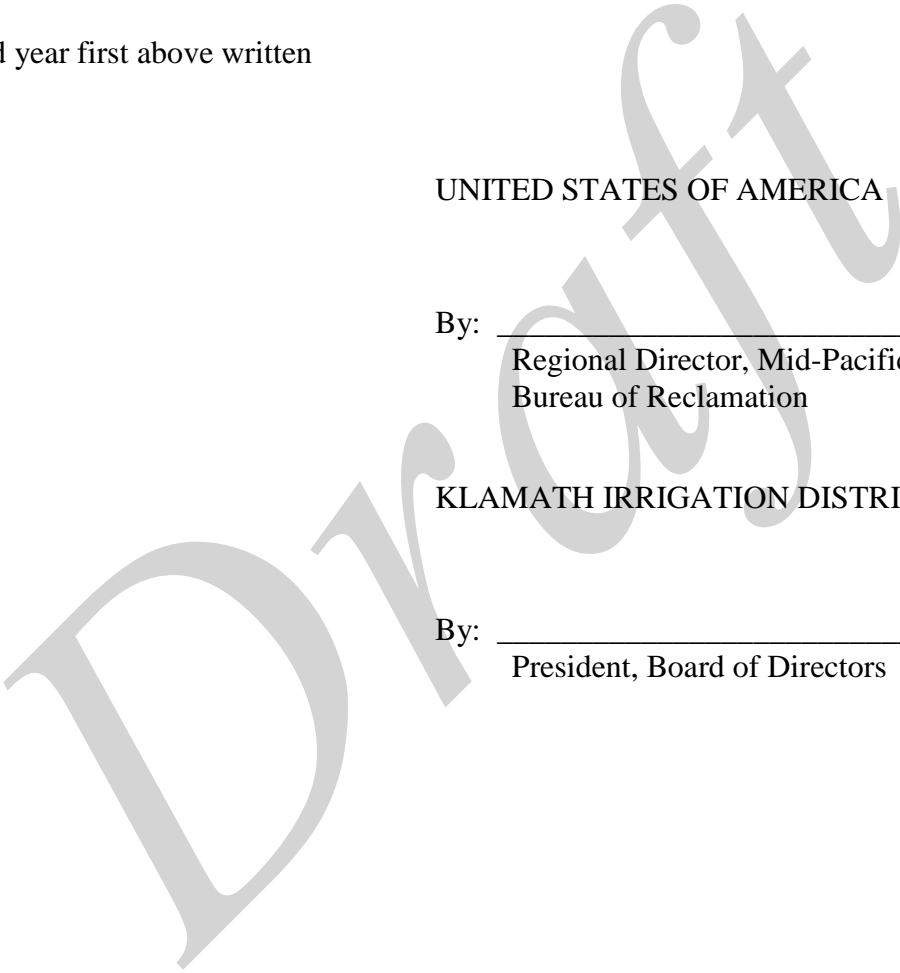 d year first above written
UNITED STATES OF AMERICA
By: ___________________________
Regional Director, Mid-Pacific
Bureau of Reclamation
KLAMATH IRRIGATION DISTRI
By: ___________________________
President, Board of Directors
Draft